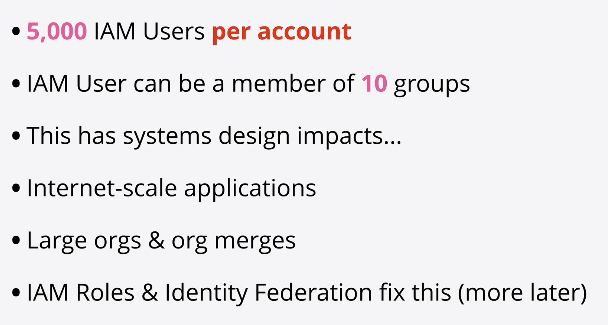 • 5,000 IAM Users per account
• IAM User can be a member of 10 groups
• This has systems design impacts...
• Internet-scale applications
• Large orgs & org merges
• IAM Roles & Identity Federation fix this (more later)